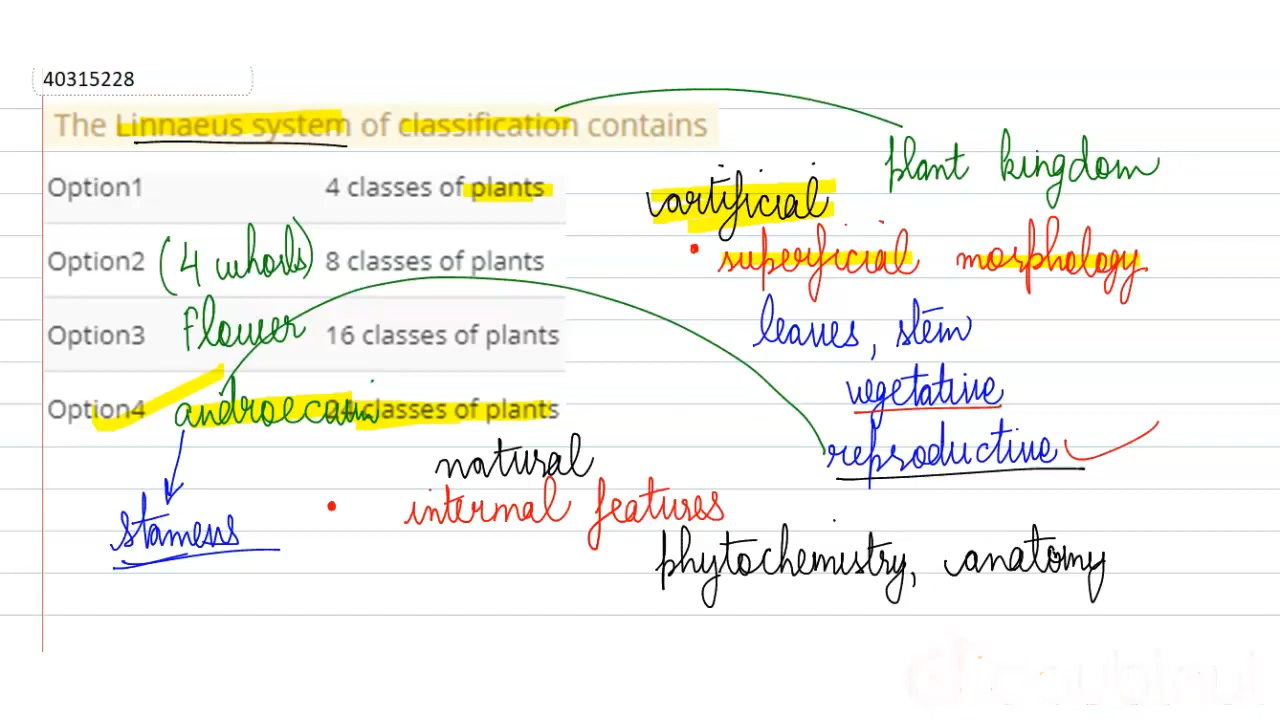 40315228
The Linnaeus system of classification contains
plant kingdom
Option1 4 classes of plants
artificial
Option2 (4 whorls) 8 classes of plants
• superficial morphology
Option3 flower 16 classes of plants
leaves, stem
vegetative
Option4 androecium 24 classes of plants
reproductive
natural
stamens
• internal features
phytochemistry, anatomy
doubtnut